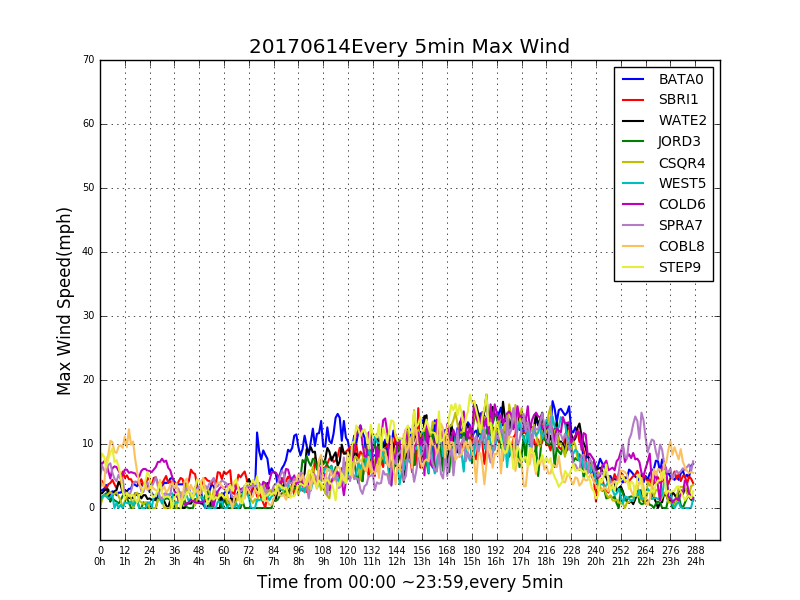 20170614Every 5min Max Wind
70
60
50
40
30
20
10
0
Max Wind Speed(mph)
BATA0
SBRI1
WATE2
JORD3
CSQR4
WEST5
COLD6
SPRA7
COBL8
STEP9
0 12 24 36 48 60 72 84 96 108 120 132 144 156 168 180 192 204 216 228 240 252 264 276 288
0h 1h 2h 3h 4h 5h 6h 7h 8h 9h 10h 11h 12h 13h 14h 15h 16h 17h 18h 19h 20h 21h 22h 23h 24h
Time from 00:00 ~23:59,every 5min